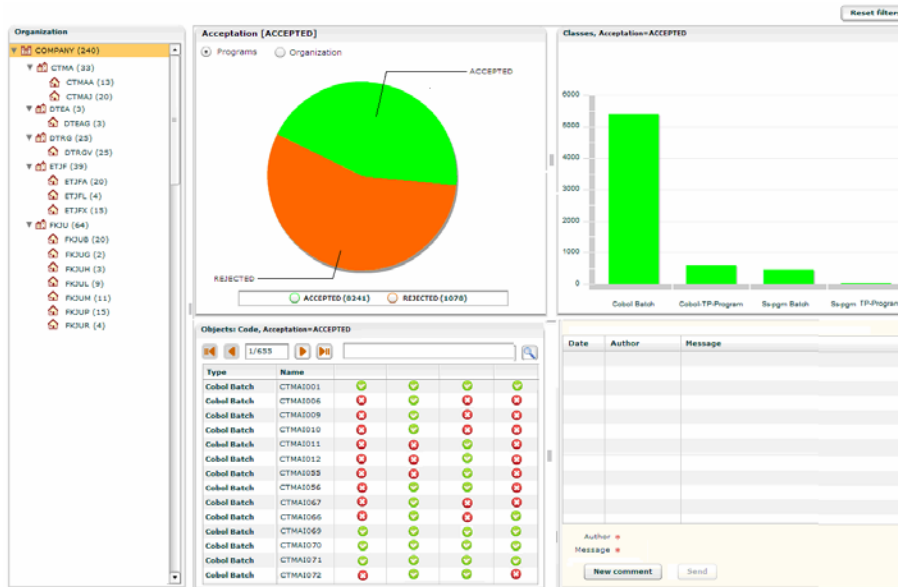 Reset filter
Organization
COMPANY (240)
CTMA (33)
CTMAA (13)
CTMAJ (20)
DTEA (3)
DTEAG (3)
DTRG (25)
DTRGV (25)
ETJF (39)
ETJFA (20)
ETJFL (4)
ETJFX (15)
FKJU (64)
FKJUB (20)
FKJUG (2)
FKJUH (3)
FKJUL (9)
FKJUM (11)
FKJUP (15)
FKJUR (4)
Acceptation [ACCEPTED]
Programs Organization
ACCEPTED
REJECTED
ACCEPTED (8241) REJECTED (1078)
Classes, Acceptation=ACCEPTED
6000
5000
4000
3000
2000
1000
0
Cobol Batch Cobol-TP-Program Ss-pgm Batch Ss-pgm TP-Program
Objects: Code, Acceptation=ACCEPTED
1/655
Type Name
Cobol Batch CTMAI001
Cobol Batch CTMAI006
Cobol Batch CTMAI009
Cobol Batch CTMAI010
Cobol Batch CTMAI011
Cobol Batch CTMAI012
Cobol Batch CTMAI055
Cobol Batch CTMAI056
Cobol Batch CTMAI067
Cobol Batch CTMAI066
Cobol Batch CTMAI069
Cobol Batch CTMAI070
Cobol Batch CTMAI071
Cobol Batch CTMAI072
Date Author Message
Author *
Message *
New comment Send